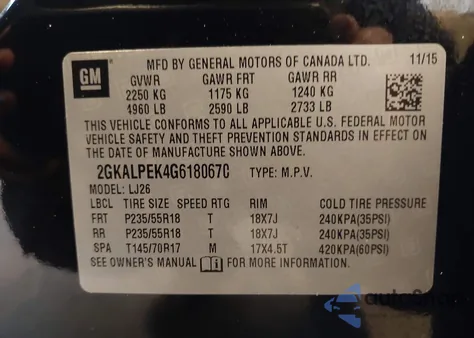 GM
MFD BY GENERAL MOTORS OF CANADA LTD. 11/15
GVWR GAWR FRT GAWR RR
2250 KG 1175 KG 1240 KG
4960 LB 2590 LB 2733 LB
THIS VEHICLE CONFORMS TO ALL APPLICABLE U.S. FEDERAL MOTOR
VEHICLE SAFETY AND THEFT PREVENTION STANDARDS IN EFFECT ON
THE DATE OF MANUFACTURE SHOWN ABOVE.
2GKALPEK4G618067C TYPE: M.P.V.
MODEL: LJ26
LBCL TIRE SIZE SPEED RTG RIM COLD TIRE PRESSURE
FRT P235/55R18 T 18X7J 240KPA(35PSI)
RR P235/55R18 T 18X7J 240KPA(35PSI)
SPA T145/70R17 M 17X4.5T 420KPA(60PSI)
SEE OWNER'S MANUAL FOR MORE INFORMATION.